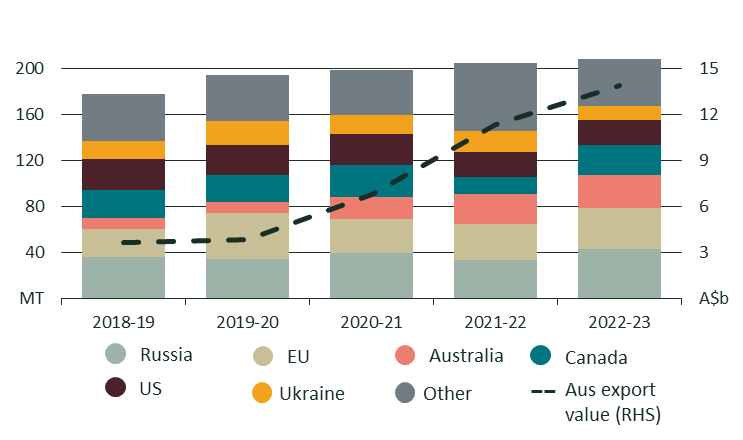 200 15
160 12
120 9
80 6
40 3
MT A$b
2018-19 2019-20 2020-21 2021-22 2022-23
Russia EU Australia Canada
US Ukraine Other Aus export
value (RHS)